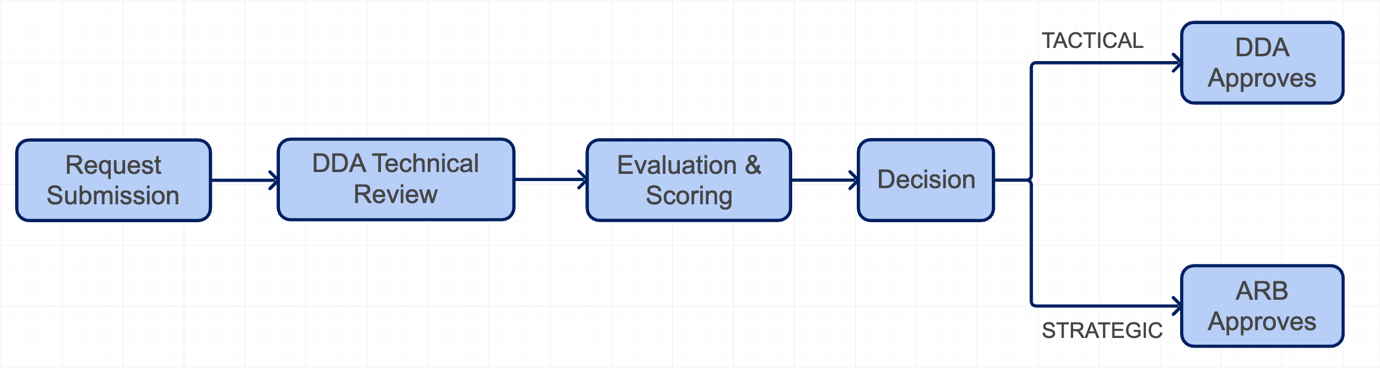 Request
Submission
DDA Technical
Review
Evaluation &
Scoring
Decision
TACTICAL
DDA
Approves
STRATEGIC
ARB
Approves